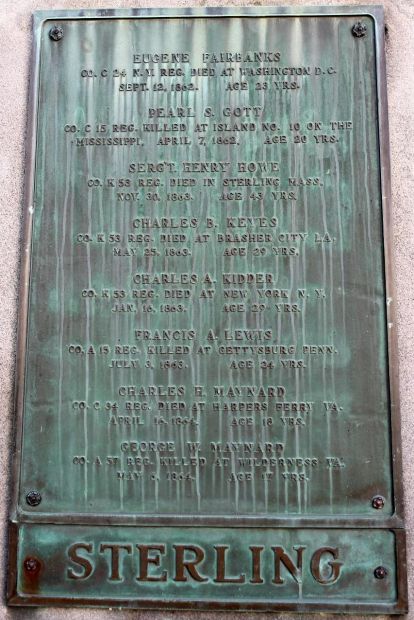 EUGENE FAIRBANKS
CO. C 24 N.Y. REG. DIED AT WASHINGTON D.C.
SEPT. 12, 1862. AGE 23 YRS.
PEARL S. GOTT
CO. C 15 REG. KILLED AT ISLAND NO. 10 ON THE
MISSISSIPPI, APRIL 7, 1862. AGE 20 YRS.
SERG'T. HENRY HOWE
CO. K 53 REG. DIED IN STERLING MASS.
NOV. 30, 1863. AGE 43 YRS.
CHARLES B. KEYES
CO. K 53 REG. DIED AT BRASHER CITY LA.
MAY 25, 1863. AGE 29 YRS.
CHARLES A. KIDDER
CO. K 53 REG. DIED AT NEW YORK N.Y.
JAN. 16, 1863. AGE 29 YRS.
FRANCIS A. LEWIS
CO. A 15 REG. KILLED AT GETTYSBURG PENN.
JULY 3, 1863. AGE 24 YRS.
CHARLES H. MAYNARD
CO. C 34 REG. DIED AT HARPERS FERRY VA.
APRIL 16, 1864. AGE 18 YRS.
GEORGE W. MAYNARD
CO. A 57 REG. KILLED AT WILDERNESS VA.
MAY 6, 1864. AGE 17 YRS.
STERLING